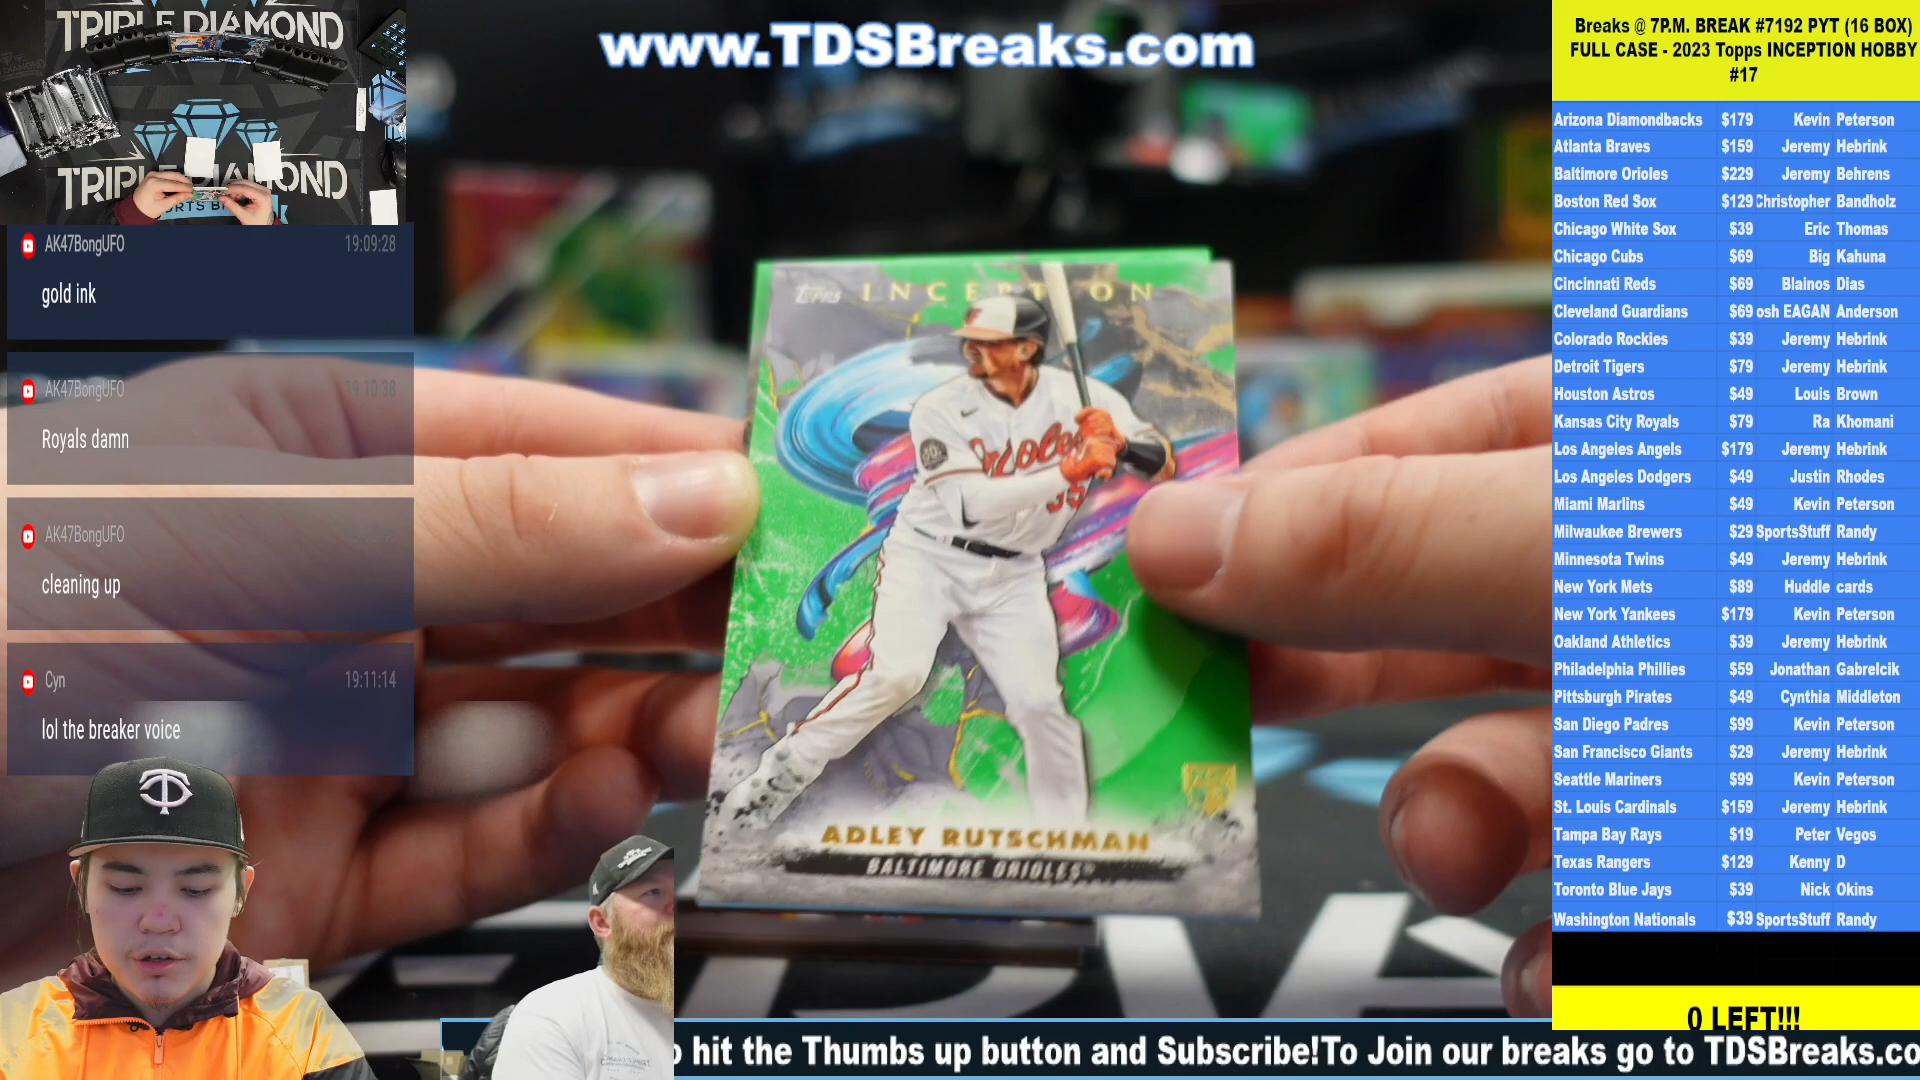 www.TDSBreaks.com
TRIPLE DIAMOND
TRIPLE DIAMOND
AK47BongUFO 19:09:28
gold ink
AK47BongUFO 19:10:38
Royals damn
AK47BongUFO
cleaning up
Cyn 19:11:14
lol the breaker voice
Topps INCEPTION
Orioles
35
ADLEY RUTSCHMAN
BALTIMORE ORIOLES
Breaks @ 7P.M. BREAK #7192 PYT (16 BOX)
FULL CASE - 2023 Topps INCEPTION HOBBY
#17
Arizona Diamondbacks $179 Kevin Peterson
Atlanta Braves $159 Jeremy Hebrink
Baltimore Orioles $229 Jeremy Behrens
Boston Red Sox $129 Christopher Bandholz
Chicago White Sox $39 Eric Thomas
Chicago Cubs $69 Big Kahuna
Cincinnati Reds $69 Blainos Dias
Cleveland Guardians $69 osh EAGAN Anderson
Colorado Rockies $39 Jeremy Hebrink
Detroit Tigers $79 Jeremy Hebrink
Houston Astros $49 Louis Brown
Kansas City Royals $79 Ra Khomani
Los Angeles Angels $179 Jeremy Hebrink
Los Angeles Dodgers $49 Justin Rhodes
Miami Marlins $49 Kevin Peterson
Milwaukee Brewers $29 SportsStuff Randy
Minnesota Twins $49 Jeremy Hebrink
New York Mets $89 Huddle cards
New York Yankees $179 Kevin Peterson
Oakland Athletics $39 Jeremy Hebrink
Philadelphia Phillies $59 Jonathan Gabrelcik
Pittsburgh Pirates $49 Cynthia Middleton
San Diego Padres $99 Kevin Peterson
San Francisco Giants $29 Jeremy Hebrink
Seattle Mariners $99 Kevin Peterson
St. Louis Cardinals $159 Jeremy Hebrink
Tampa Bay Rays $19 Peter Vegos
Texas Rangers $129 Kenny D
Toronto Blue Jays $39 Nick Okins
Washington Nationals $39 SportsStuff Randy
0 LEFT!!!
o hit the Thumbs up button and Subscribe!To Join our breaks go to TDSBreaks.co